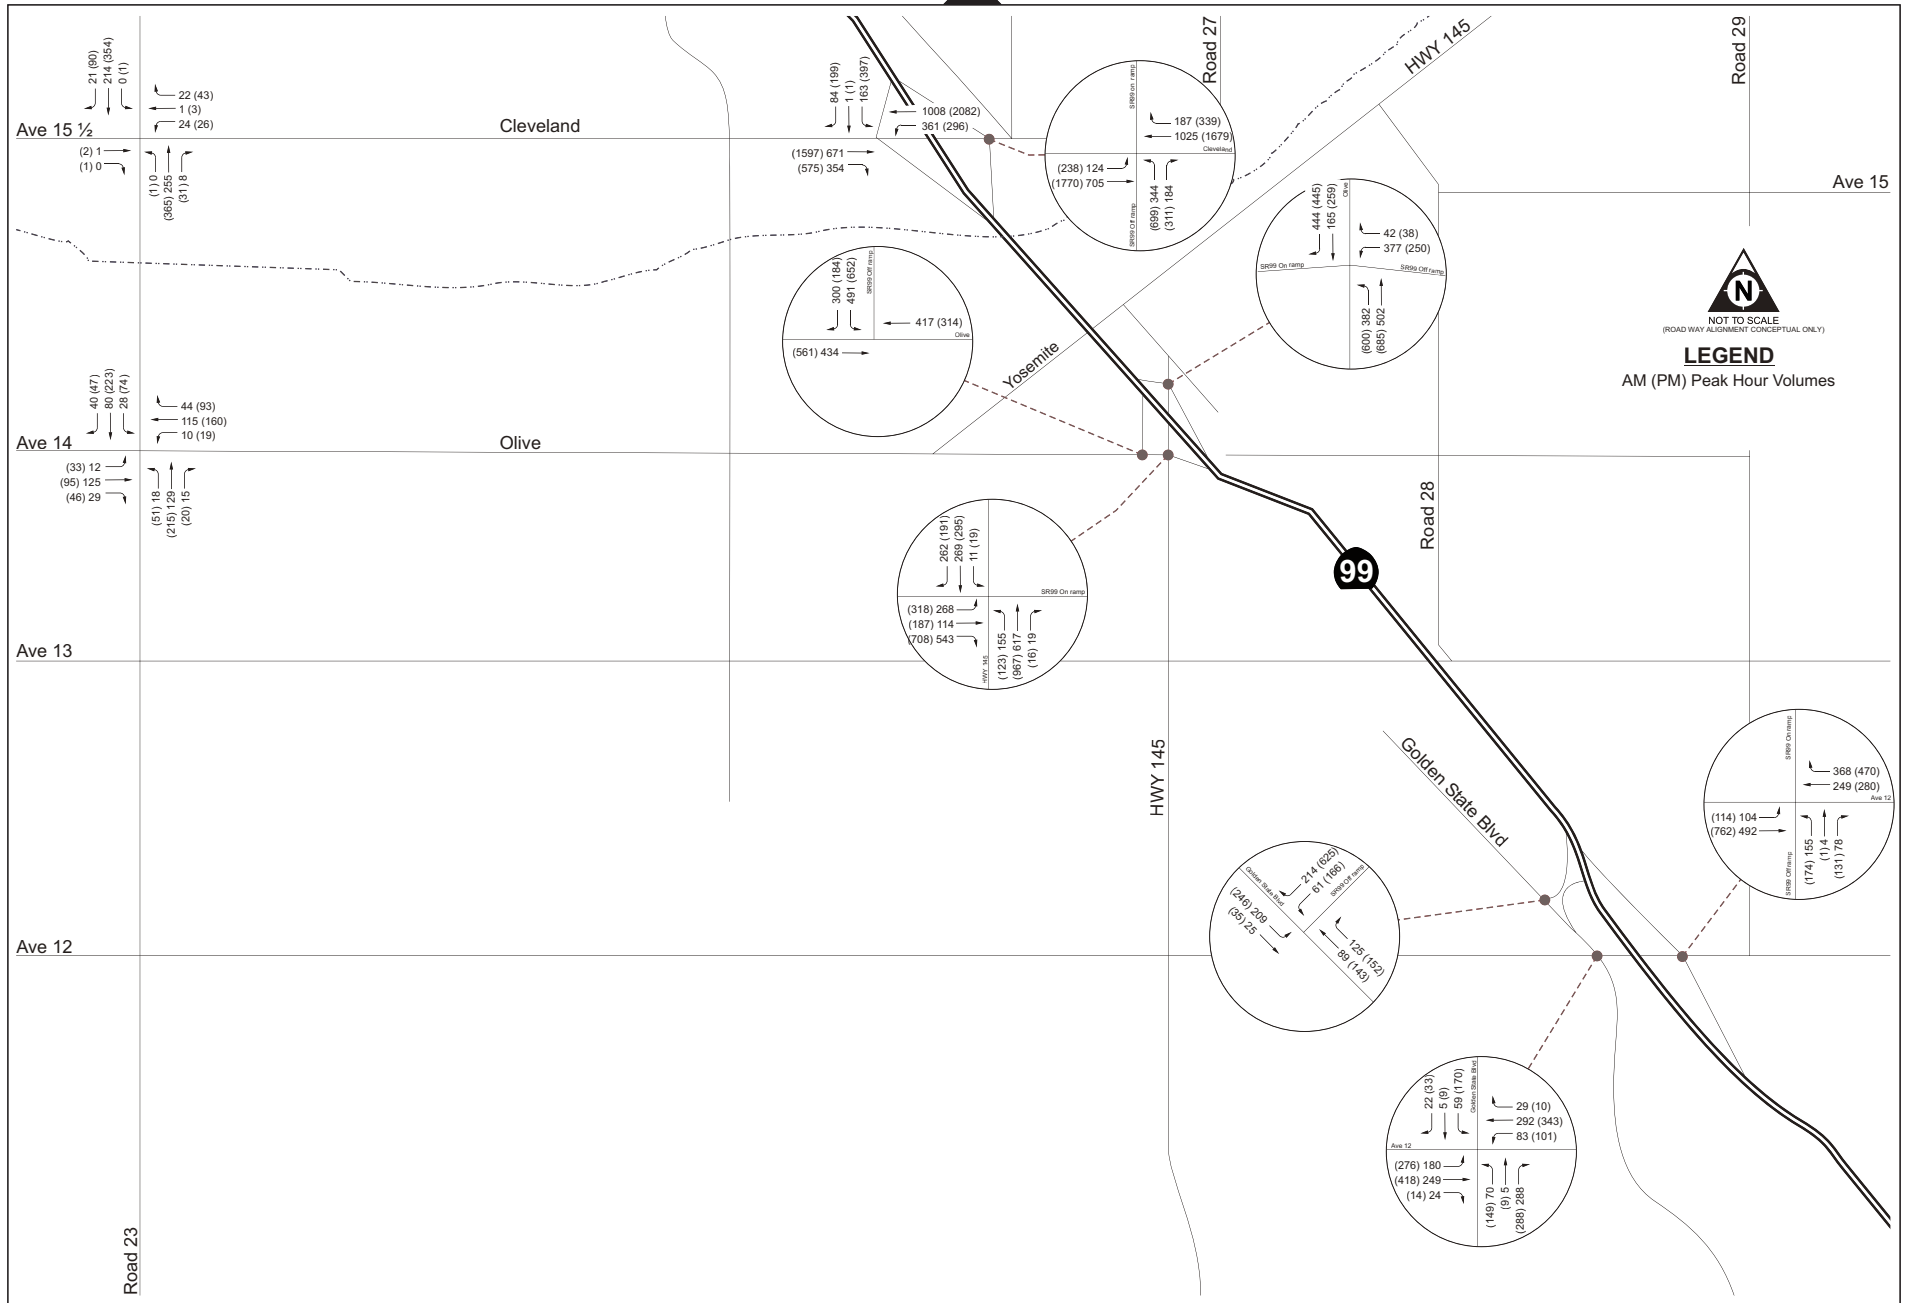 Road 27
HWY 145
Road 29
21 (90)
214 (354)
0 (1)
22 (43)
1 (3)
24 (26)
Ave 15 ½
Cleveland
(2) 1
(1) 0
(1) 0
(365) 255
(31) 8
84 (199)
1 (1)
163 (397)
1008 (2082)
361 (296)
(1597) 671
(575) 354
SR99 on ramp
187 (339)
1025 (1679)
Cleveland
(238) 124
(1770) 705
SR99 Off ramp
(699) 344
(311) 184
Ave 15
444 (445)
165 (259)
Olive
42 (38)
377 (250)
SR99 On ramp
SR99 Off ramp
(600) 382
(685) 502
300 (184)
491 (652)
SR99 Off ramp
417 (314)
Olive
(561) 434
N
NOT TO SCALE
(ROAD WAY ALIGNMENT CONCEPTUAL ONLY)
LEGEND
AM (PM) Peak Hour Volumes
Yosemite
40 (47)
80 (223)
28 (74)
44 (93)
115 (160)
10 (19)
Ave 14
Olive
(33) 12
(95) 125
(46) 29
(51) 18
(215) 129
(20) 15
Road 28
262 (191)
269 (295)
11 (19)
SR99 On ramp
(318) 268
(187) 114
(708) 543
HWY 145
(123) 155
(967) 617
(16) 19
99
Ave 13
HWY 145
Golden State Blvd
SR99 On ramp
368 (470)
249 (280)
Ave 12
(114) 104
(762) 492
SR99 Off ramp
(174) 155
(1) 4
(131) 78
Golden State Blvd
214 (625)
61 (166)
SR99 Off ramp
(246) 209
(35) 25
125 (152)
89 (143)
Ave 12
22 (33)
5 (9)
59 (170)
Golden State Blvd
29 (10)
292 (343)
83 (101)
Ave 12
(276) 180
(418) 249
(14) 24
(149) 70
(9) 5
(288) 288
Road 23